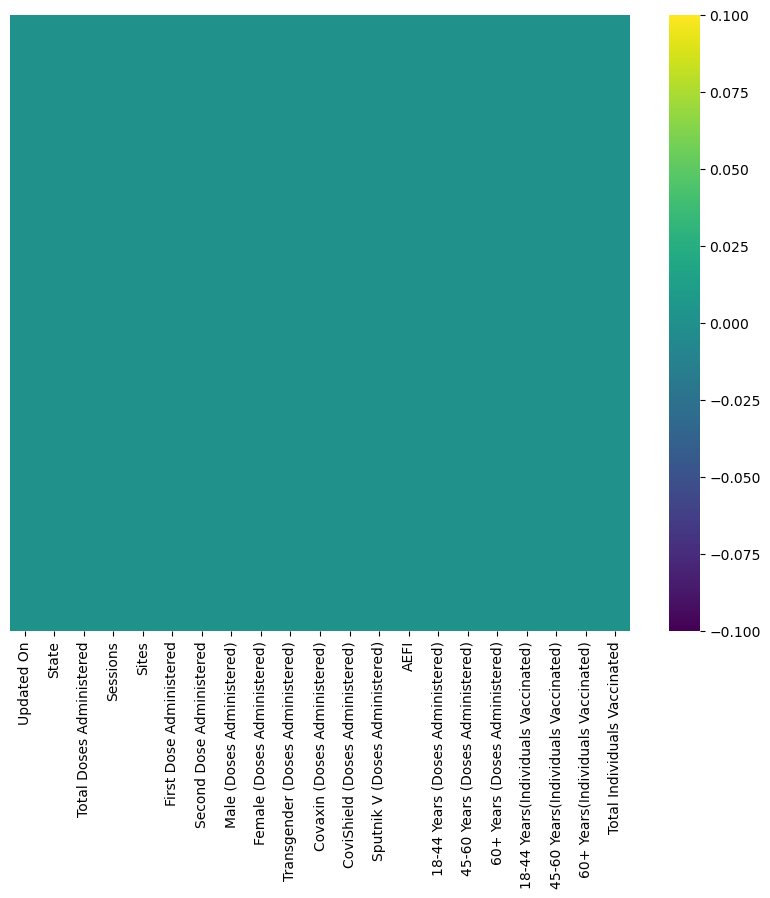 0.100
0.075
0.050
0.025
0.000
−0.025
−0.050
−0.075
−0.100
Updated On
State
Total Doses Administered
Sessions
Sites
First Dose Administered
Second Dose Administered
Male (Doses Administered)
Female (Doses Administered)
Transgender (Doses Administered)
Covaxin (Doses Administered)
CoviShield (Doses Administered)
Sputnik V (Doses Administered)
AEFI
18-44 Years (Doses Administered)
45-60 Years (Doses Administered)
60+ Years (Doses Administered)
18-44 Years(Individuals Vaccinated)
45-60 Years(Individuals Vaccinated)
60+ Years(Individuals Vaccinated)
Total Individuals Vaccinated